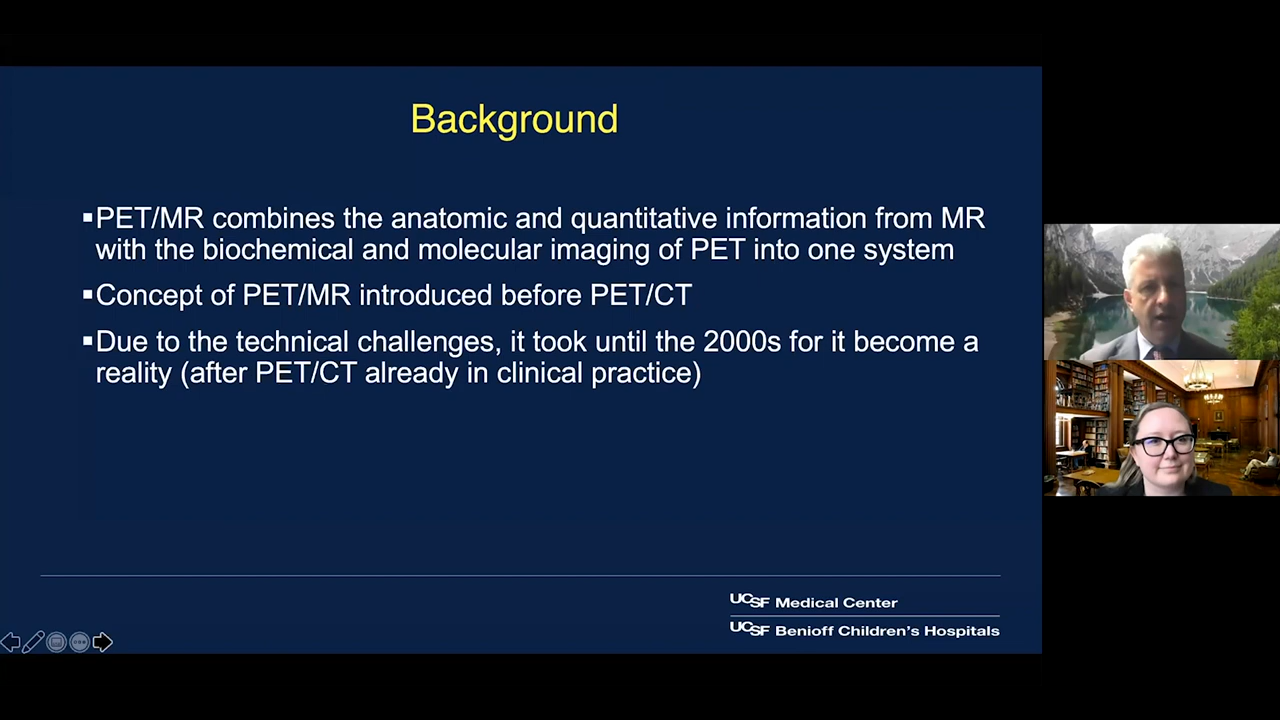 Background
▪PET/MR combines the anatomic and quantitative information from MR
with the biochemical and molecular imaging of PET into one system
▪Concept of PET/MR introduced before PET/CT
▪Due to the technical challenges, it took until the 2000s for it become a
reality (after PET/CT already in clinical practice)
UCSF Medical Center
UCSF Benioff Children's Hospitals